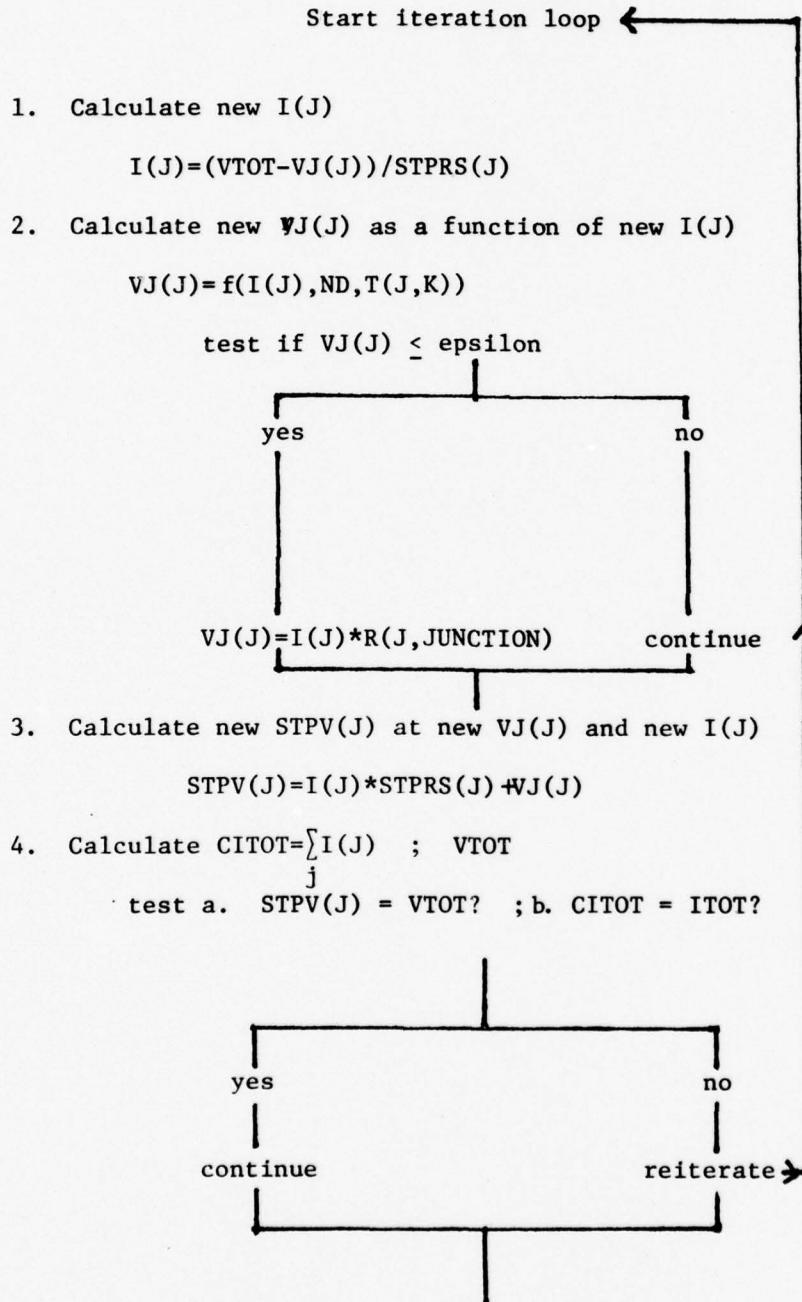 Start iteration loop
1. Calculate new I(J)
I(J)=(VTOT-VJ(J))/STPRS(J)
2. Calculate new VJ(J) as a function of new I(J)
VJ(J)=f(I(J),ND,T(J,K))
test if VJ(J) ≤ epsilon
yes no
VJ(J)=I(J)*R(J,JUNCTION) continue
3. Calculate new STPV(J) at new VJ(J) and new I(J)
STPV(J)=I(J)*STPRS(J)+VJ(J)
4. Calculate CITOT=∑I(J) ; VTOT
j
test a. STPV(J) = VTOT? ; b. CITOT = ITOT?
yes no
continue reiterate